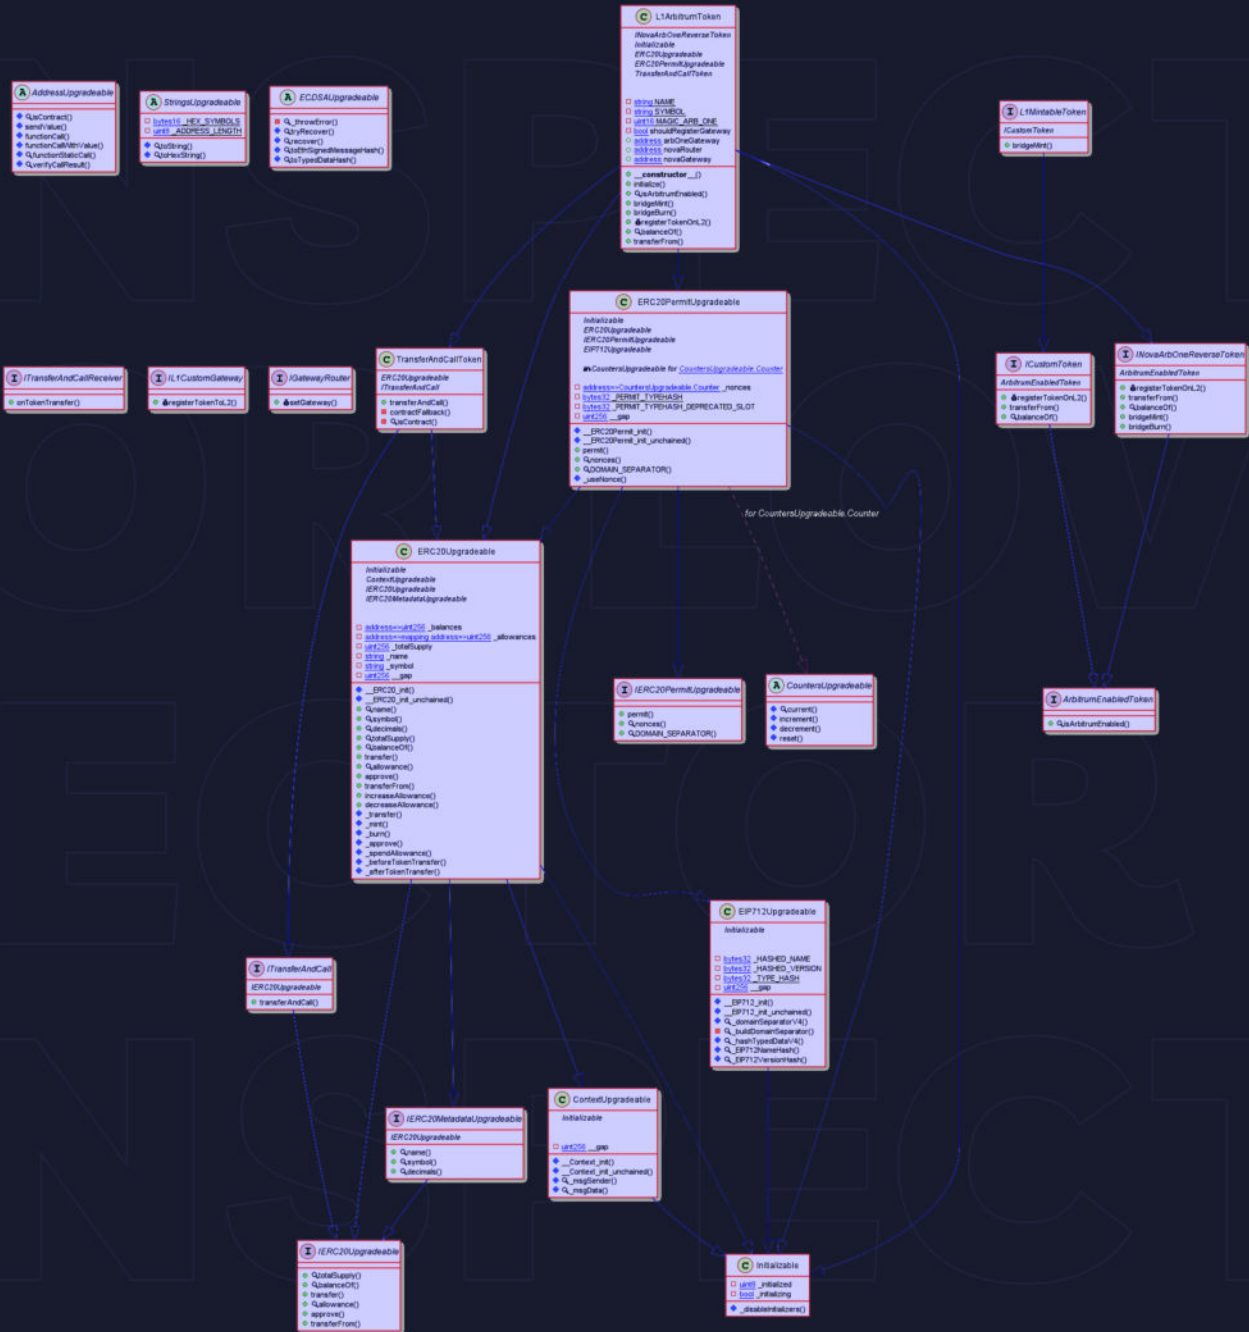 C L1ArbitrumToken
INovaArbOneReverseToken
Initializable
ERC20Upgradeable
ERC20PermitUpgradeable
TransferAndCallToken
string NAME
string SYMBOL
uint16 MAGIC_ARB_ONE
bool shouldRegisterGateway
address arbOneGateway
address novaRouter
address novaGateway
__constructor__()
initialize()
isArbitrumEnabled()
bridgeMint()
bridgeBurn()
registerTokenOnL2()
balanceOf()
transferFrom()
A AddressUpgradeable
isContract()
sendValue()
functionCall()
functionCallWithValue()
functionStaticCall()
verifyCallResult()
A StringsUpgradeable
bytes16 _HEX_SYMBOLS
uint8 _ADDRESS_LENGTH
toString()
toHexString()
A ECDSAUpgradeable
_throwError()
tryRecover()
recover()
toEthSignedMessageHash()
toTypedDataHash()
I L1MintableToken
ICustomToken
bridgeMint()
C ERC20PermitUpgradeable
Initializable
ERC20Upgradeable
IERC20PermitUpgradeable
EIP712Upgradeable
CountersUpgradeable for CountersUpgradeable.Counter
address=>CountersUpgradeable.Counter _nonces
bytes32 _PERMIT_TYPEHASH
bytes32 _PERMIT_TYPEHASH_DEPRECATED_SLOT
uint256 __gap
__ERC20Permit_init()
__ERC20Permit_init_unchained()
permit()
nonces()
DOMAIN_SEPARATOR()
_useNonce()
I ITransferAndCallReceiver
onTokenTransfer()
I IL1CustomGateway
registerTokenToL2()
I IGatewayRouter
setGateway()
C TransferAndCallToken
ERC20Upgradeable
ITransferAndCall
transferAndCall()
contractFallback()
isContract()
I ICustomToken
ArbitrumEnabledToken
registerTokenOnL2()
transferFrom()
balanceOf()
I INovaArbOneReverseToken
ArbitrumEnabledToken
registerTokenOnL2()
transferFrom()
balanceOf()
bridgeMint()
bridgeBurn()
for CountersUpgradeable.Counter
C ERC20Upgradeable
Initializable
ContextUpgradeable
IERC20Upgradeable
IERC20MetadataUpgradeable
address=>uint256 _balances
address=>mapping address=>uint256 _allowances
uint256 _totalSupply
string _name
string _symbol
uint256 __gap
__ERC20_init()
__ERC20_init_unchained()
name()
symbol()
decimals()
totalSupply()
balanceOf()
transfer()
allowance()
approve()
transferFrom()
increaseAllowance()
decreaseAllowance()
_transfer()
_mint()
_burn()
_approve()
_spendAllowance()
_beforeTokenTransfer()
_afterTokenTransfer()
I IERC20PermitUpgradeable
permit()
nonces()
DOMAIN_SEPARATOR()
A CountersUpgradeable
current()
increment()
decrement()
reset()
I ArbitrumEnabledToken
isArbitrumEnabled()
C EIP712Upgradeable
Initializable
bytes32 _HASHED_NAME
bytes32 _HASHED_VERSION
bytes32 _TYPE_HASH
uint256 __gap
__EIP712_init()
__EIP712_init_unchained()
_domainSeparatorV4()
_buildDomainSeparator()
_hashTypedDataV4()
_EIP712NameHash()
_EIP712VersionHash()
I ITransferAndCall
IERC20Upgradeable
transferAndCall()
I IERC20MetadataUpgradeable
IERC20Upgradeable
name()
symbol()
decimals()
C ContextUpgradeable
Initializable
uint256 __gap
__Context_init()
__Context_init_unchained()
_msgSender()
_msgData()
I IERC20Upgradeable
totalSupply()
balanceOf()
transfer()
allowance()
approve()
transferFrom()
C Initializable
uint8 _initialized
bool _initializing
_disableInitializers()